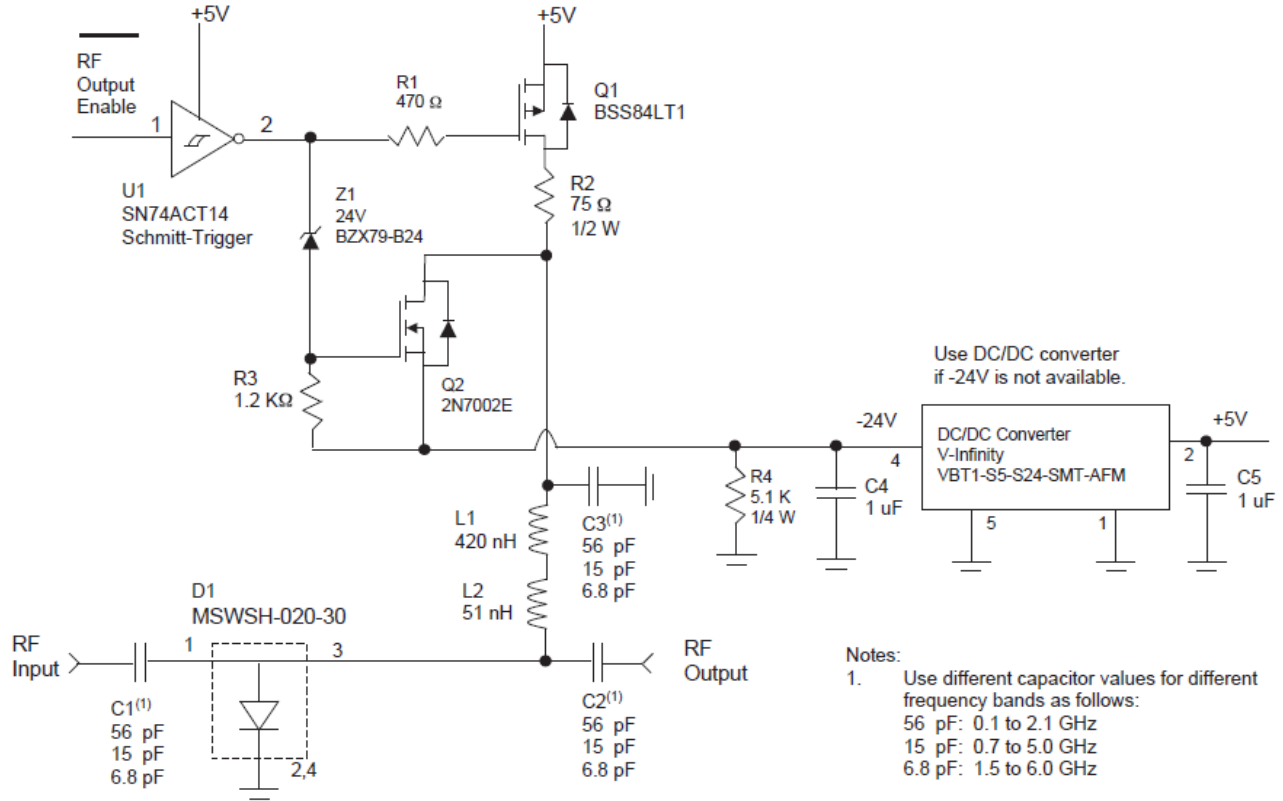 +5V
+5V
RF
Output
Enable
1
2
U1
SN74ACT14
Schmitt-Trigger
R1
470 Ω
Q1
BSS84LT1
R2
75 Ω
1/2 W
Z1
24V
BZX79-B24
R3
1.2 KΩ
Q2
2N7002E
Use DC/DC converter
if -24V is not available.
-24V
4
DC/DC Converter
V-Infinity
VBT1-S5-S24-SMT-AFM
5
1
2
+5V
R4
5.1 K
1/4 W
C4
1 uF
C5
1 uF
L1
420 nH
L2
51 nH
C3(1)
56 pF
15 pF
6.8 pF
D1
MSWSH-020-30
RF
Input
1
3
2,4
C1(1)
56 pF
15 pF
6.8 pF
C2(1)
56 pF
15 pF
6.8 pF
RF
Output
Notes:
1. Use different capacitor values for different
frequency bands as follows:
56 pF: 0.1 to 2.1 GHz
15 pF: 0.7 to 5.0 GHz
6.8 pF: 1.5 to 6.0 GHz